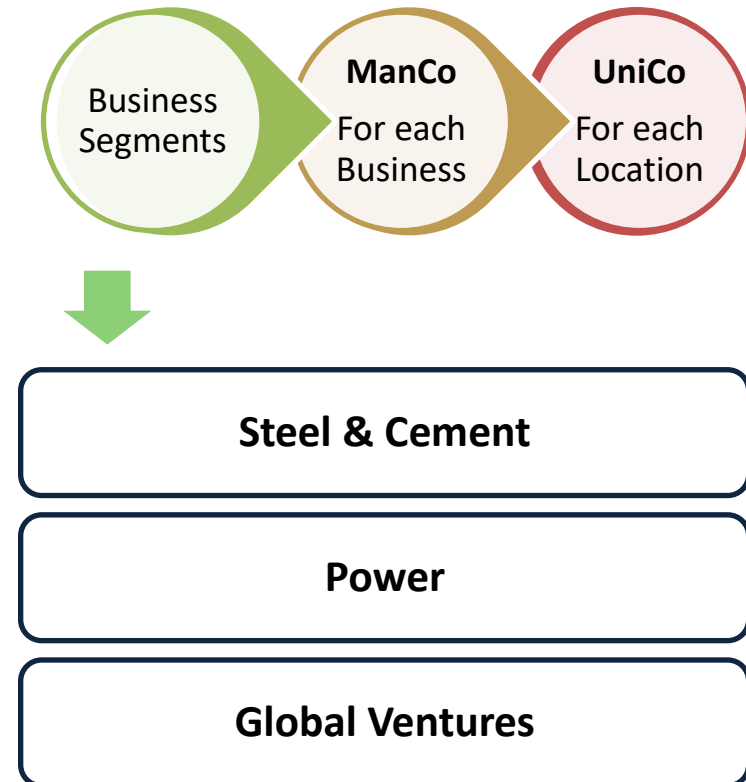 Business
Segments
ManCo
For each
Business
UniCo
For each
Location
Steel & Cement
Power
Global Ventures